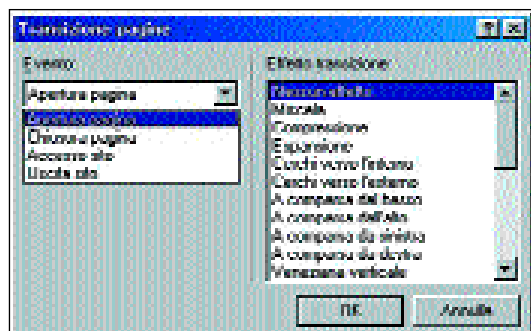 Transizione pagine
Evento:
Apertura pagina
Apertura pagina
Chiusura pagina
Accesso sito
Uscita sito
Effetto transizione:
Nessun effetto
Miscela
Compressione
Espansione
Cerchi verso l'interno
Cerchi verso l'esterno
A comparsa dal basso
A comparsa dall'alto
A comparsa da sinistra
A comparsa da destra
Veneziana verticale
OK
Annulla